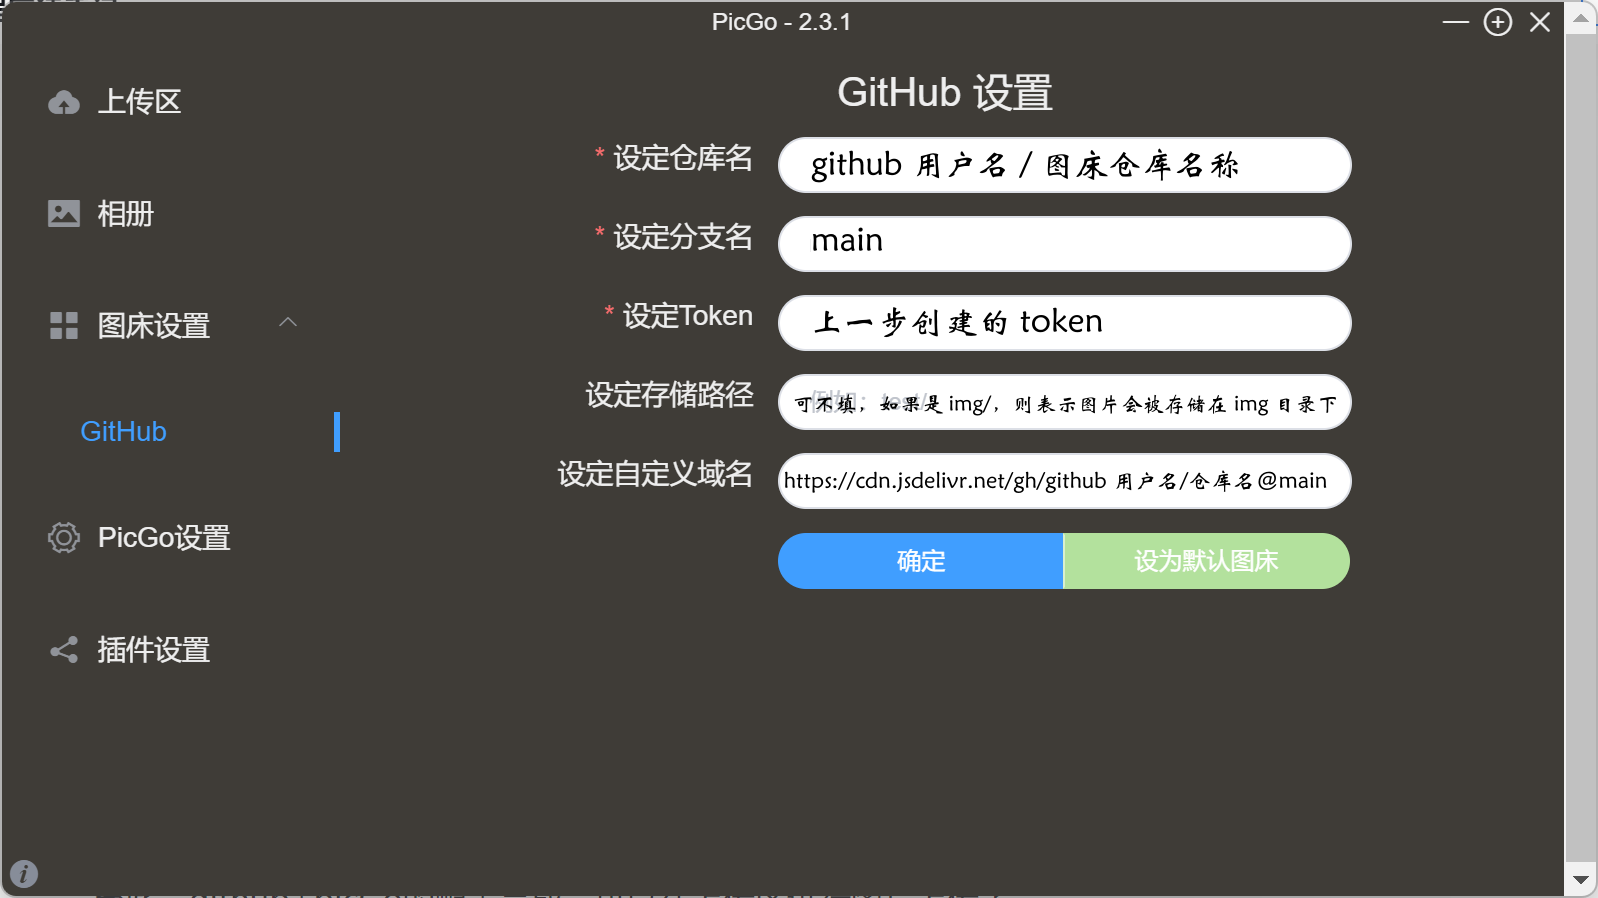 PicGo - 2.3.1
上传区
相册
图床设置
GitHub
PicGo设置
插件设置
GitHub 设置
* 设定仓库名 github 用户名 / 图床仓库名称
* 设定分支名 main
* 设定Token 上一步创建的 token
设定存储路径 可不填，如果是 img/，则表示图片会被存储在 img 目录下
设定自定义域名 https://cdn.jsdelivr.net/gh/github 用户名/仓库名@main
确定 设为默认图床